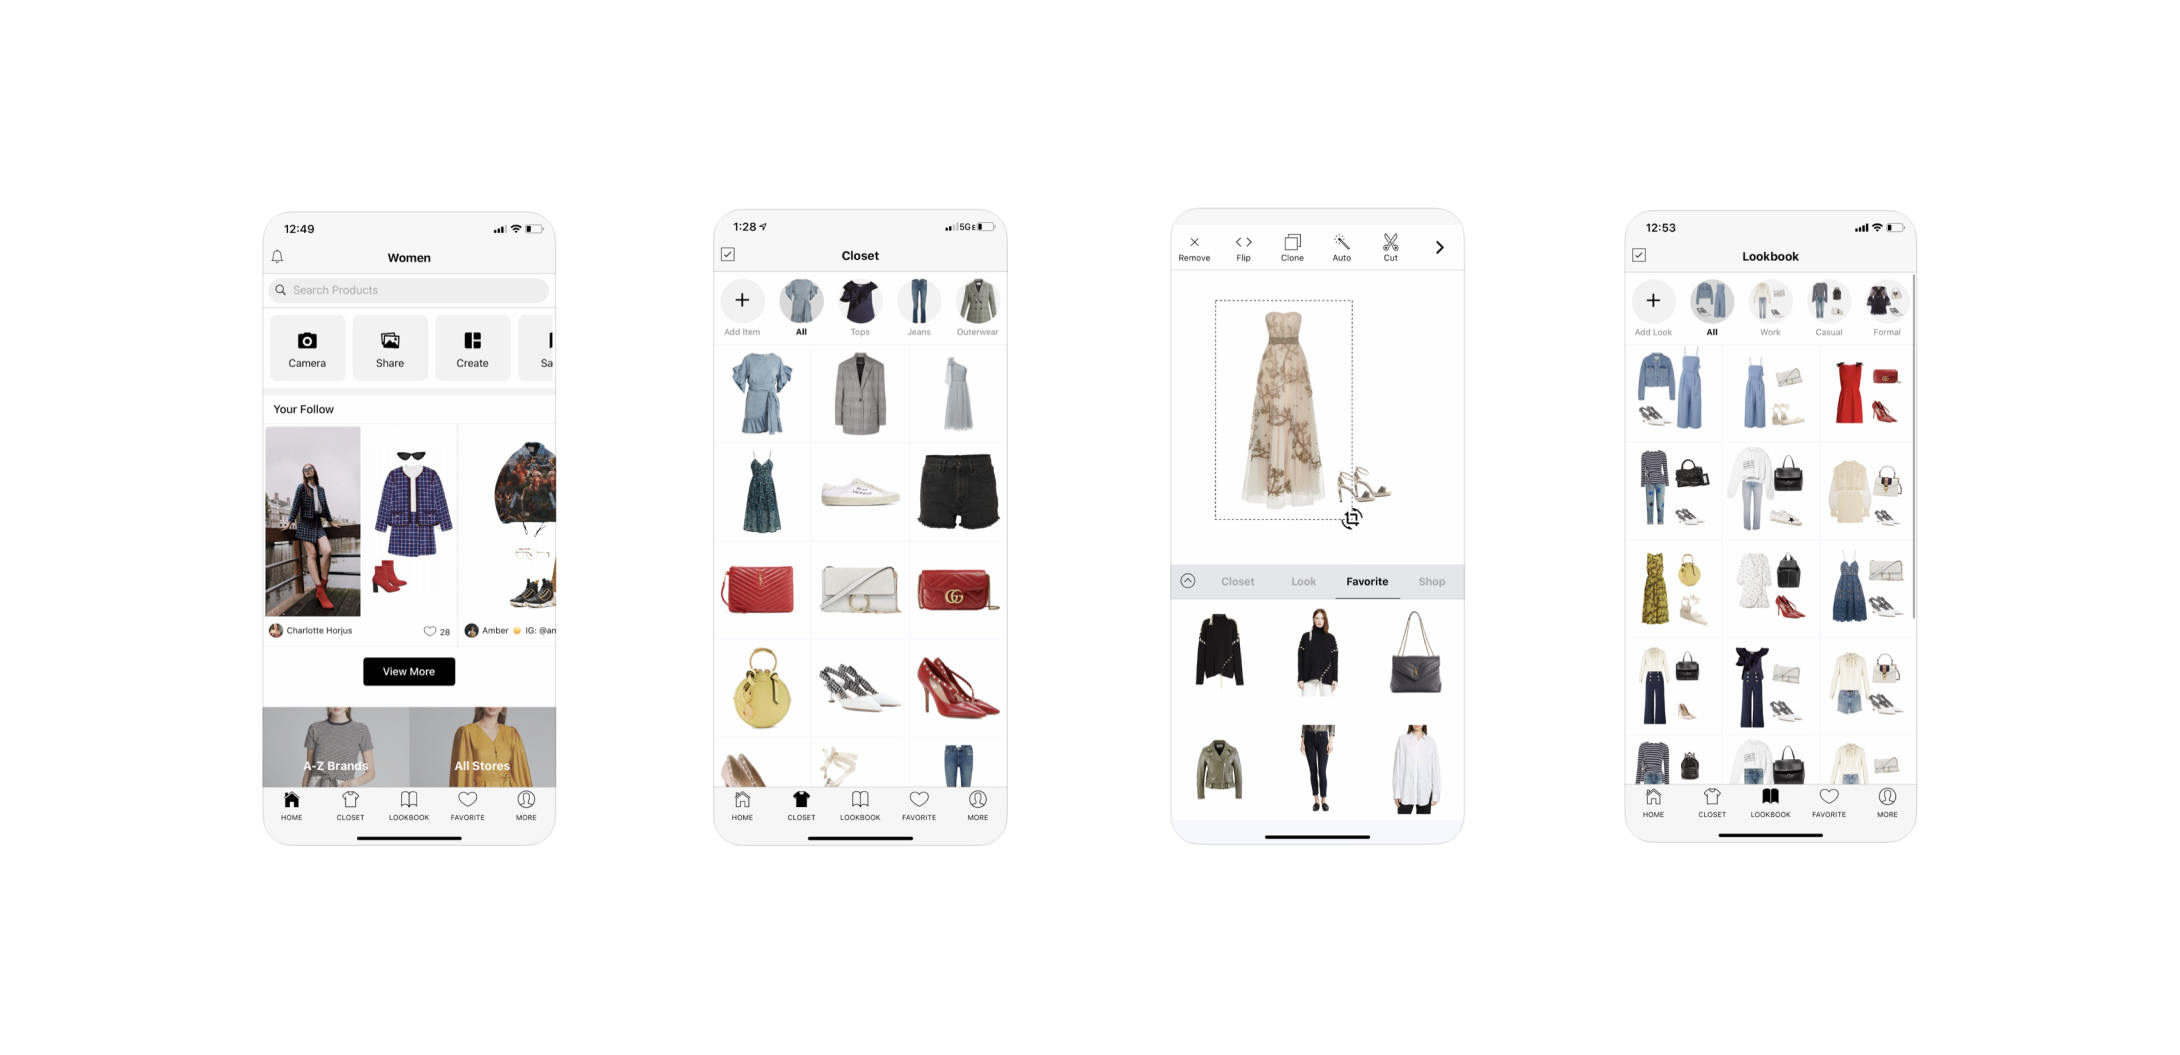 12:49
Women
Search Products
Camera
Share
Create
Sa
Your Follow
Charlotte Horjus
28
Amber
IG: @an
View More
A-Z Brands
All Stores
HOME
CLOSET
LOOKBOOK
FAVORITE
MORE
1:28
5GE
Closet
Add Item
All
Tops
Jeans
Outerwear
HOME
CLOSET
LOOKBOOK
FAVORITE
MORE
Remove
Flip
Clone
Auto
Cut
Closet
Look
Favorite
Shop
12:53
Lookbook
Add Look
All
Work
Casual
Formal
HOME
CLOSET
LOOKBOOK
FAVORITE
MORE